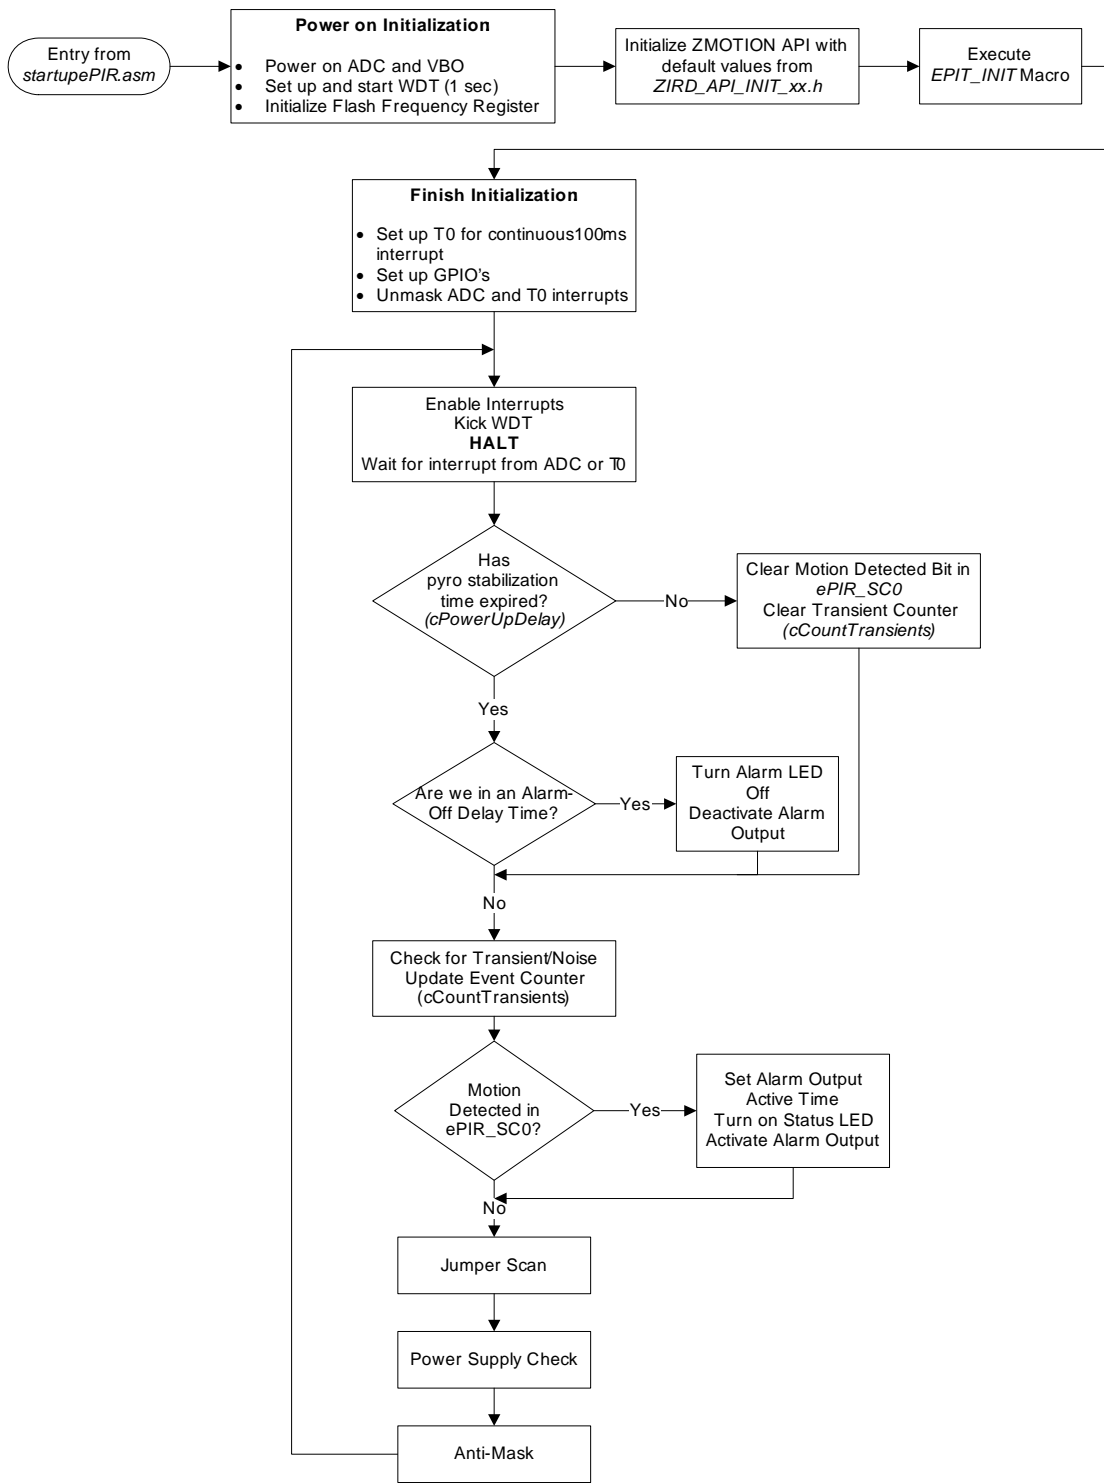 Entry from
startupePIR.asm
Power on Initialization:
• Power on ADC and VBO
• Set up and start WDT (1 sec)
• Initialize Flash Frequency Register
Initialize ZMOTION API with
default values from
ZIRD_API_INIT_xx.h
Execute
EPIT_INIT Macro
Finish Initialization
• Set up T0 for continuous100ms
interrupt
• Set up GPIO's
• Unmask ADC and T0 interrupts
Enable Interrupts
Kick WDT
HALT
Wait for interrupt from ADC or T0
Has
pyro stabilization
time expired?
(cPowerUpDelay)
No
Clear Motion Detected Bit in
ePIR_SC0
Clear Transient Counter
(cCountTransients)
Yes
Are we in an Alarm-
Off Delay Time?
Yes
Turn Alarm LED
Off
Deactivate Alarm
Output
No
Check for Transient/Noise
Update Event Counter
(cCountTransients)
Motion
Detected in
ePIR_SC0?
Yes
Set Alarm Output
Active Time
Turn on Status LED
Activate Alarm Output
No
Jumper Scan
Power Supply Check
Anti-Mask